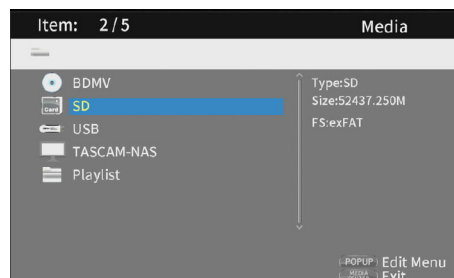 Item: 2/5
Media
BDMV
SD
USB
TASCAM-NAS
Playlist
Type:SD
Size:52437.250M
FS:exFAT
POPUP Edit Menu
Exit